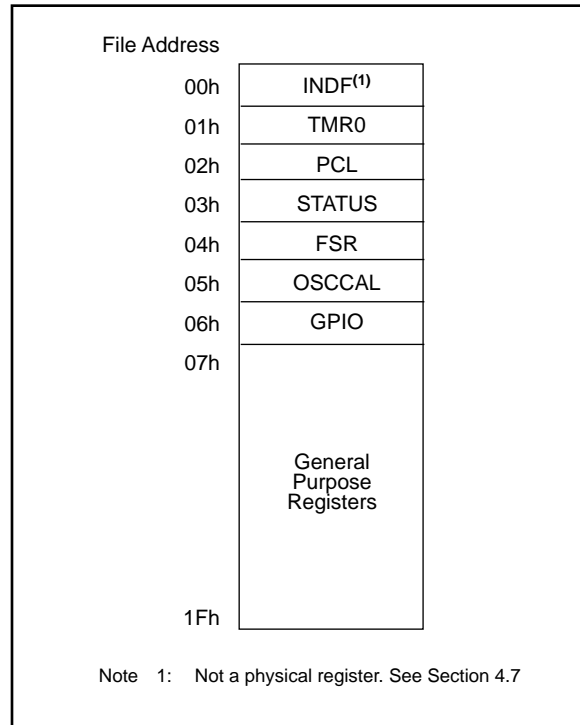 File Address
00h INDF(1)
01h TMR0
02h PCL
03h STATUS
04h FSR
05h OSCCAL
06h GPIO
07h
General
Purpose
Registers
1Fh
Note 1: Not a physical register. See Section 4.7